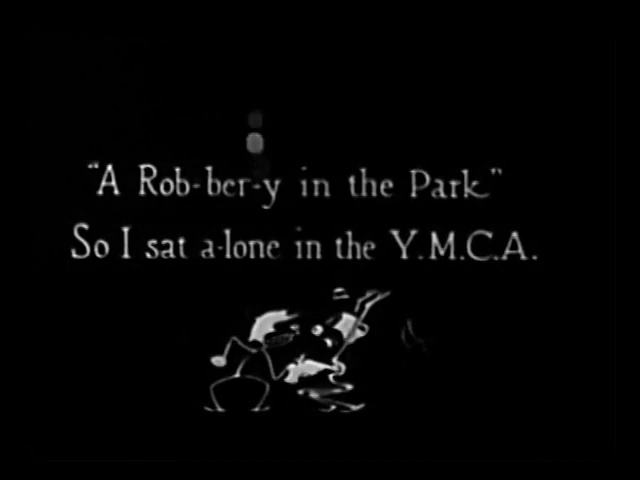 "A Rob-ber-y in the Park"
So I sat a-lone in the Y.M.C.A.